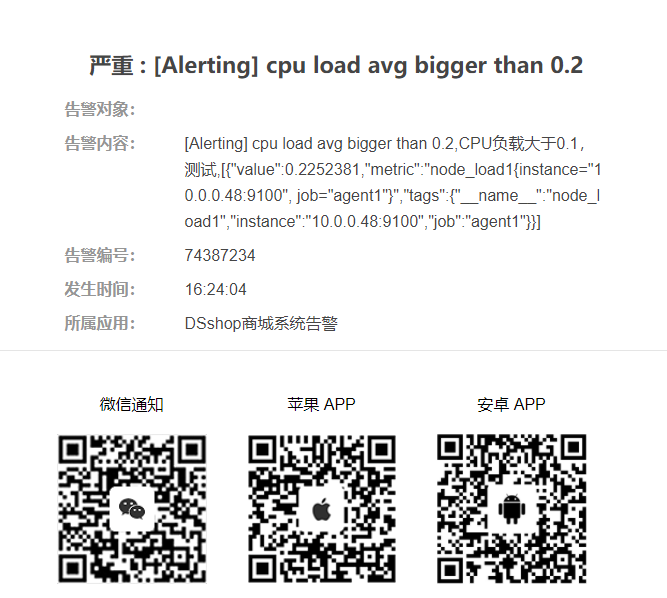 严重 : [Alerting] cpu load avg bigger than 0.2
告警对象:
告警内容: [Alerting] cpu load avg bigger than 0.2,CPU负载大于0.1，
测试,[{"value":0.2252381,"metric":"node_load1{instance="1
0.0.0.48:9100", job="agent1"}","tags":{"__name__":"node_l
oad1","instance":"10.0.0.48:9100","job":"agent1"}}]
告警编号: 74387234
发生时间: 16:24:04
所属应用: DSshop商城系统告警
微信通知 苹果 APP 安卓 APP